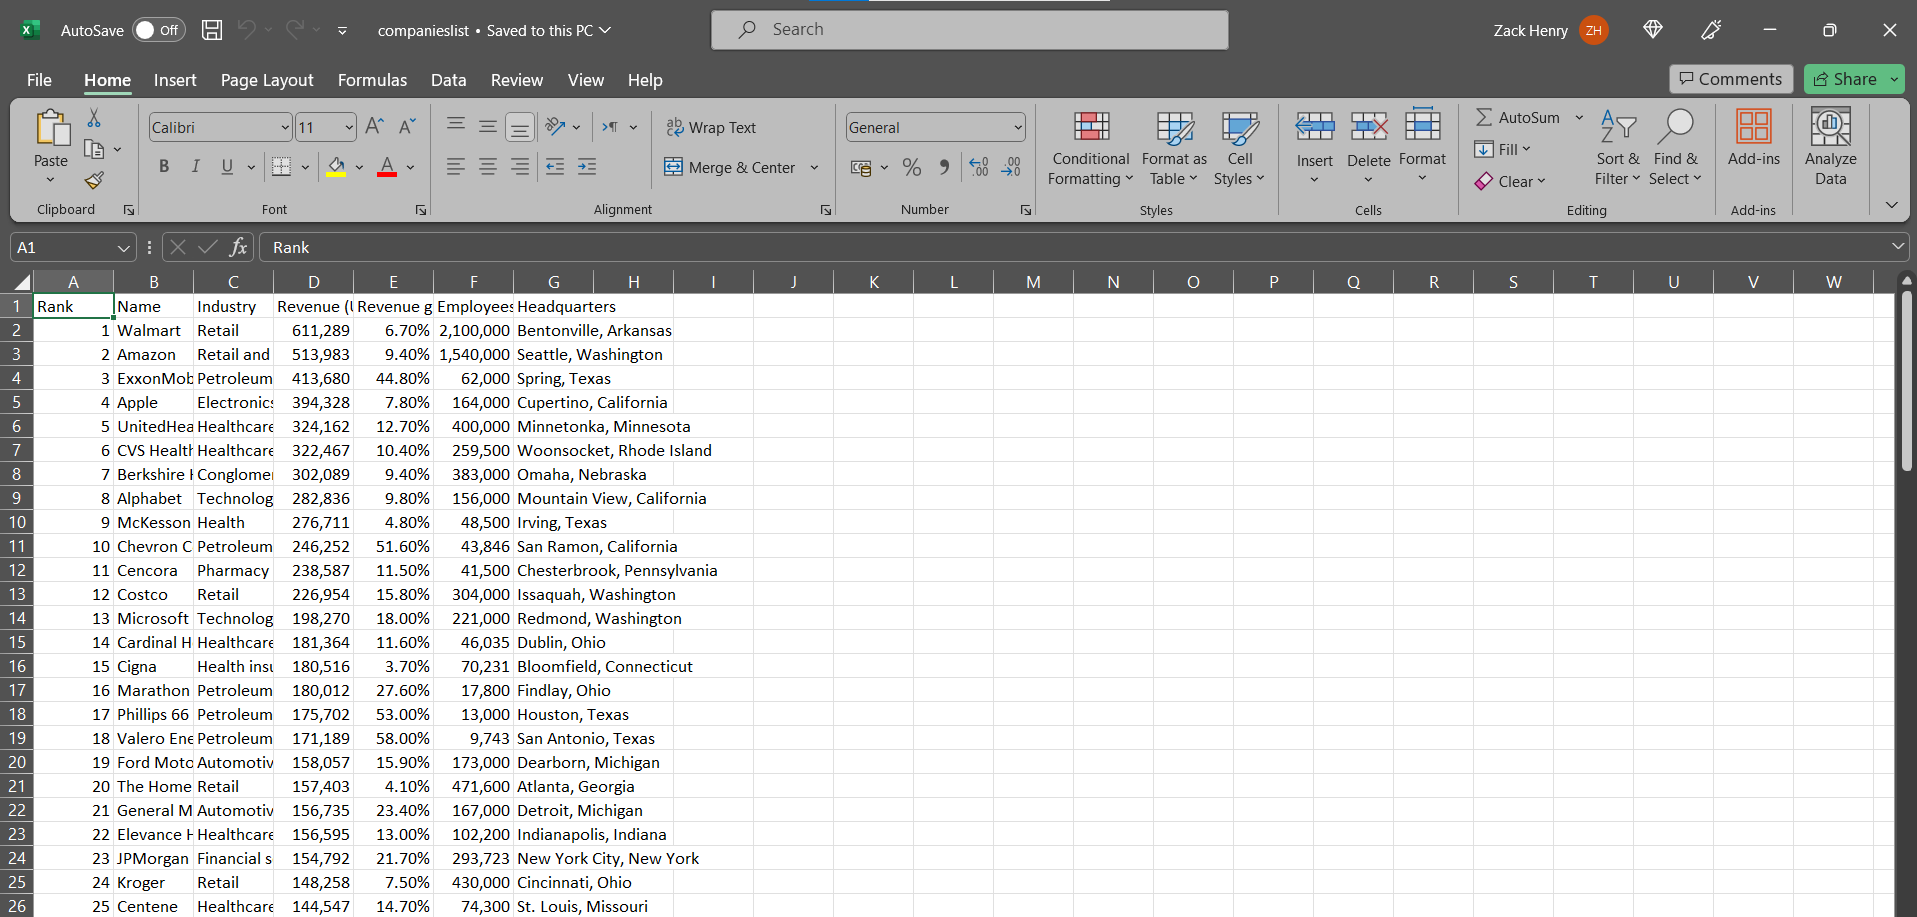 AutoSave Off companieslist • Saved to this PC Search Zack Henry ZH
File Home Insert Page Layout Formulas Data Review View Help Comments Share
Calibri 11 Wrap Text General AutoSum
Paste B I U Merge & Center Conditional Formatting Format as Table Cell Styles Insert Delete Format Fill Clear Sort & Filter Find & Select Add-ins Analyze Data
Clipboard Font Alignment Number Styles Cells Editing Add-ins
A1 fx Rank
A B C D E F G H I J K L M N O P Q R S T U V W
1 Rank Name Industry Revenue (U Revenue g Employees Headquarters
2 1 Walmart Retail 611,289 6.70% 2,100,000 Bentonville, Arkansas
3 2 Amazon Retail and 513,983 9.40% 1,540,000 Seattle, Washington
4 3 ExxonMob Petroleum 413,680 44.80% 62,000 Spring, Texas
5 4 Apple Electronics 394,328 7.80% 164,000 Cupertino, California
6 5 UnitedHea Healthcare 324,162 12.70% 400,000 Minnetonka, Minnesota
7 6 CVS Health Healthcare 322,467 10.40% 259,500 Woonsocket, Rhode Island
8 7 Berkshire H Conglomer 302,089 9.40% 383,000 Omaha, Nebraska
9 8 Alphabet Technolog 282,836 9.80% 156,000 Mountain View, California
10 9 McKesson Health 276,711 4.80% 48,500 Irving, Texas
11 10 Chevron C Petroleum 246,252 51.60% 43,846 San Ramon, California
12 11 Cencora Pharmacy 238,587 11.50% 41,500 Chesterbrook, Pennsylvania
13 12 Costco Retail 226,954 15.80% 304,000 Issaquah, Washington
14 13 Microsoft Technolog 198,270 18.00% 221,000 Redmond, Washington
15 14 Cardinal H Healthcare 181,364 11.60% 46,035 Dublin, Ohio
16 15 Cigna Health insu 180,516 3.70% 70,231 Bloomfield, Connecticut
17 16 Marathon Petroleum 180,012 27.60% 17,800 Findlay, Ohio
18 17 Phillips 66 Petroleum 175,702 53.00% 13,000 Houston, Texas
19 18 Valero Ene Petroleum 171,189 58.00% 9,743 San Antonio, Texas
20 19 Ford Moto Automotiv 158,057 15.90% 173,000 Dearborn, Michigan
21 20 The Home Retail 157,403 4.10% 471,600 Atlanta, Georgia
22 21 General M Automotiv 156,735 23.40% 167,000 Detroit, Michigan
23 22 Elevance H Healthcare 156,595 13.00% 102,200 Indianapolis, Indiana
24 23 JPMorgan Financial s 154,792 21.70% 293,723 New York City, New York
25 24 Kroger Retail 148,258 7.50% 430,000 Cincinnati, Ohio
26 25 Centene Healthcare 144,547 14.70% 74,300 St. Louis, Missouri